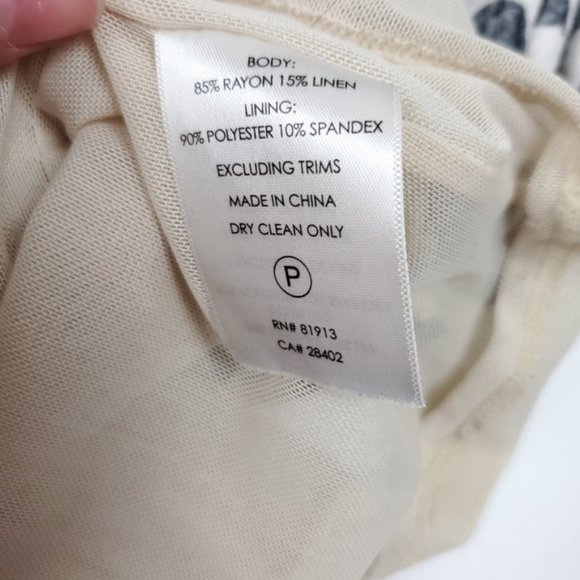 BODY:
85% RAYON 15% LINEN
LINING:
90% POLYESTER 10% SPANDEX
EXCLUDING TRIMS
MADE IN CHINA
DRY CLEAN ONLY
P
RN# 81913
CA# 28402